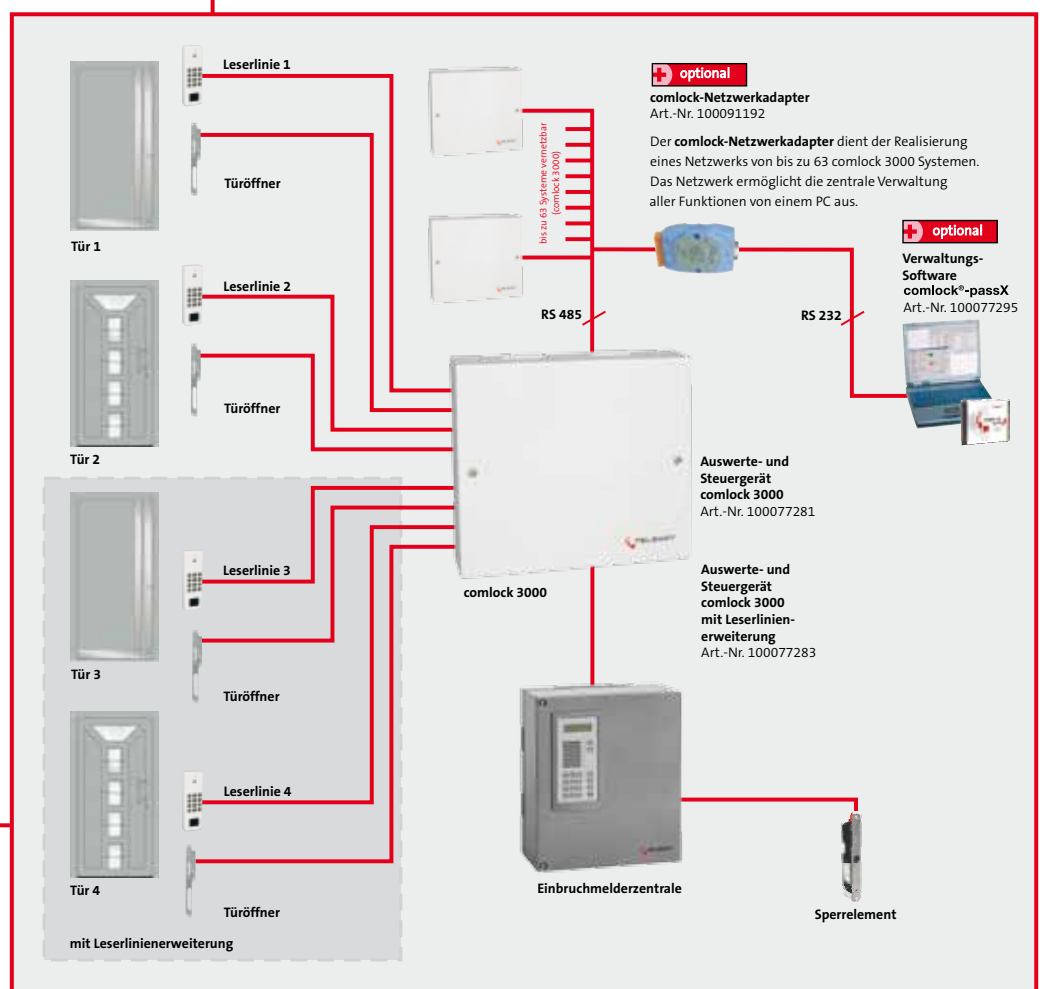 Leserlinie 1
Türöffner
Tür 1
Leserlinie 2
Türöffner
Tür 2
Leserlinie 3
Türöffner
Tür 3
Leserlinie 4
Türöffner
Tür 4
mit Leserlinienerweiterung
bis zu 63 Systeme vernetzbar
(comlock 3000)
optional
comlock-Netzwerkadapter
Art.-Nr. 100091192
Der comlock-Netzwerkadapter dient der Realisierung
eines Netzwerks von bis zu 63 comlock 3000 Systemen.
Das Netzwerk ermöglicht die zentrale Verwaltung
aller Funktionen von einem PC aus.
optional
Verwaltungs-
Software
comlock®-passX
Art.-Nr. 100077295
RS 485
RS 232
TELENOT
comlock 3000
Auswerte- und
Steuergerät
comlock 3000
Art.-Nr. 100077281
Auswerte- und
Steuergerät
comlock 3000
mit Leserlinien-
erweiterung
Art.-Nr. 100077283
Einbruchmelderzentrale
Sperrelement